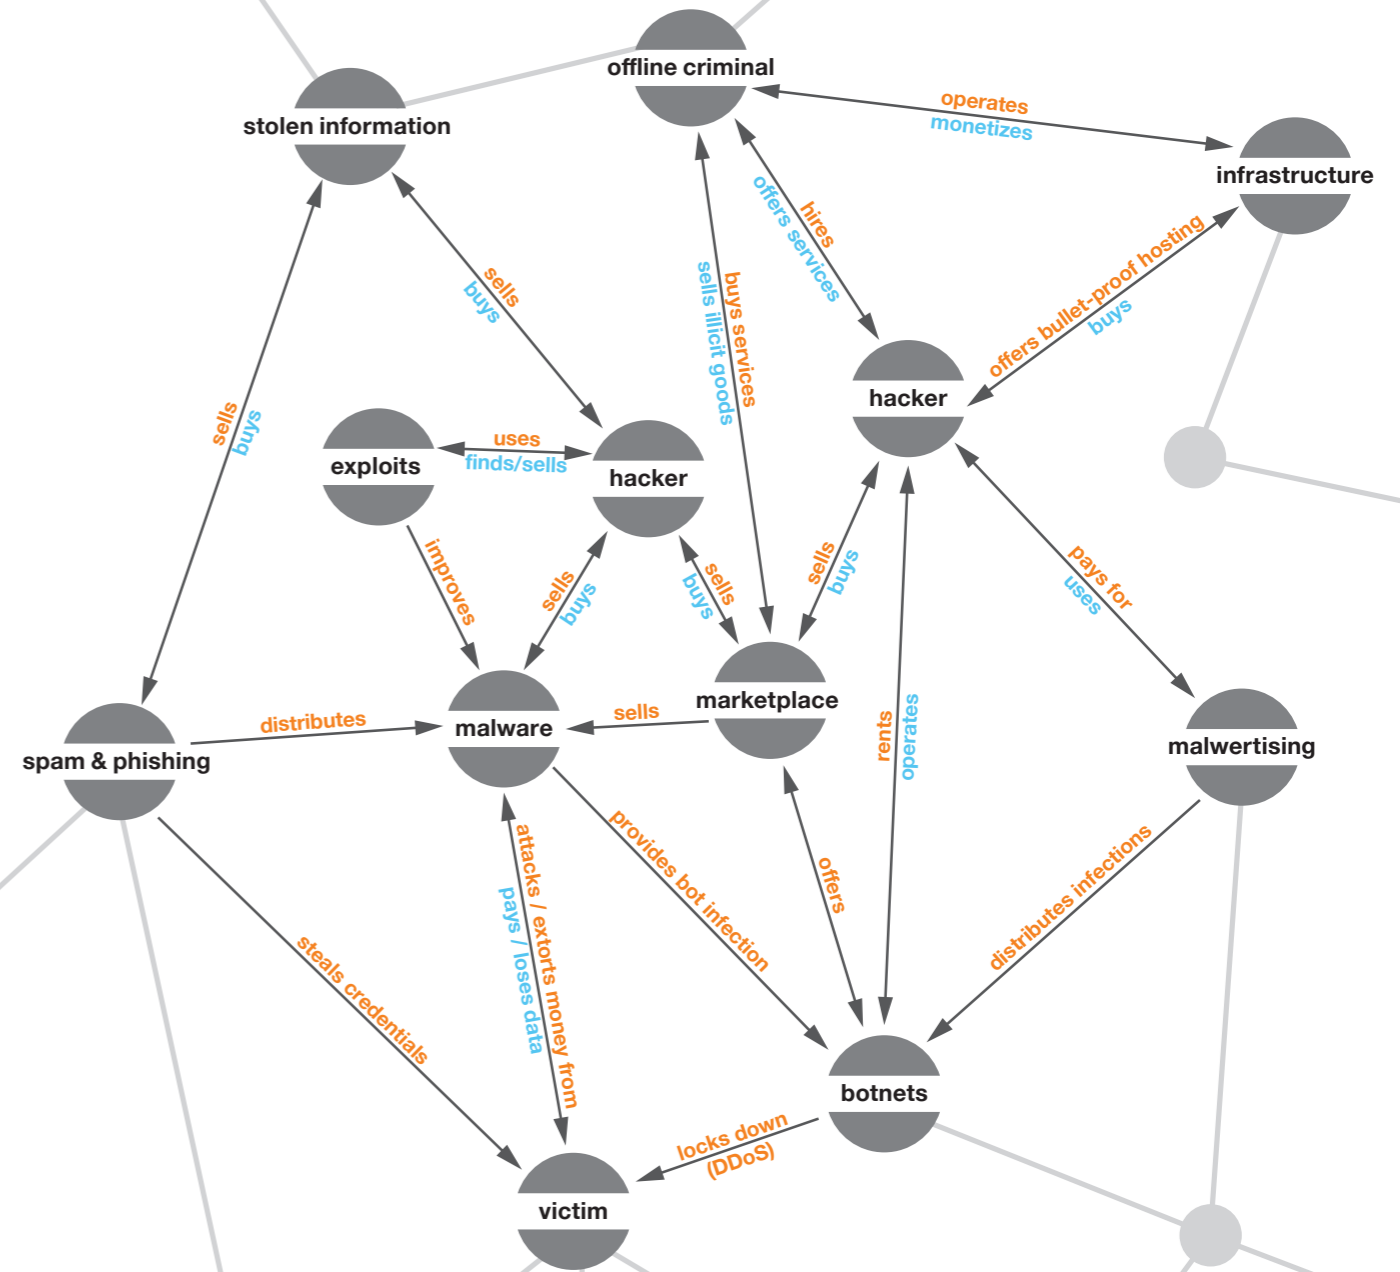 offline criminal
stolen information
operates
monetizes
infrastructure
hires
offers services
offers bullet-proof hosting
buys
sells
buys
buys services
sells illicit goods
hacker
sells
buys
uses
finds/sells
exploits
hacker
improves
sells
buys
sells
buys
sells
buys
pays for
uses
marketplace
rents
operates
distributes
sells
malware
malwertising
spam & phishing
provides bot infection
attacks / extorts money from
pays / loses data
offers
distributes infections
steals credentials
botnets
locks down
(DDoS)
victim